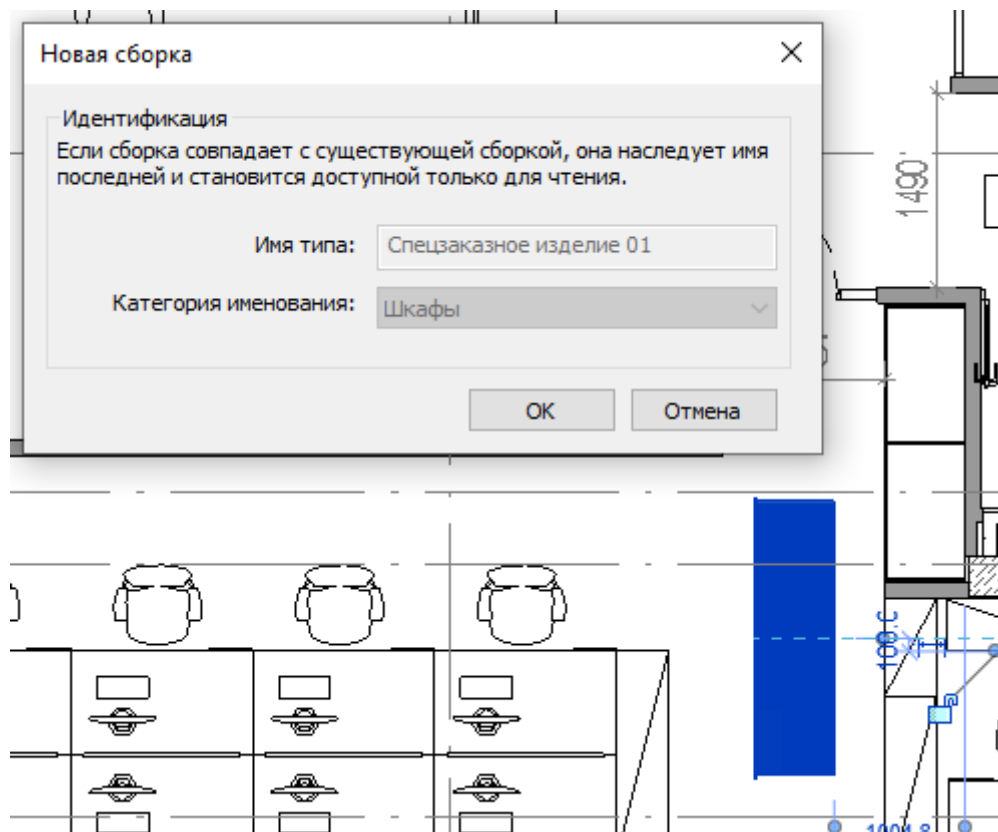 Новая сборка
Идентификация
Если сборка совпадает с существующей сборкой, она наследует имя
последней и становится доступной только для чтения.
Имя типа: Спецзаказное изделие 01
Категория именования: Шкафы
OK Отмена
1490